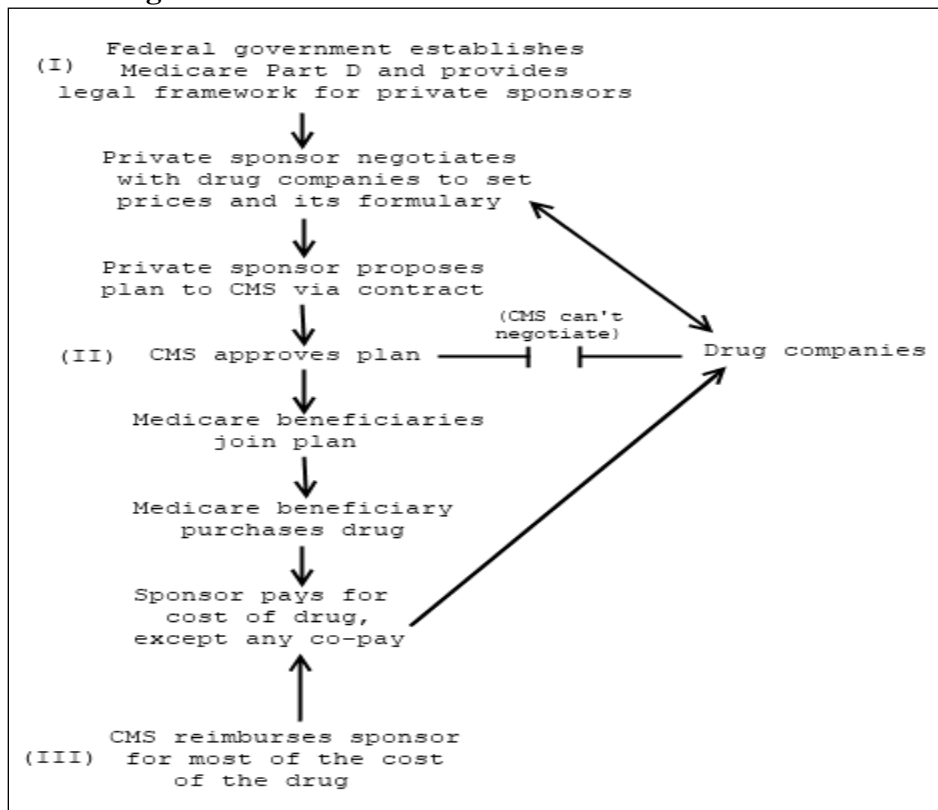 Federal government establishes
(I) Medicare Part D and provides
legal framework for private sponsors
Private sponsor negotiates
with drug companies to set
prices and its formulary
Private sponsor proposes
plan to CMS via contract
(CMS can't
negotiate)
(II) CMS approves plan
Drug companies
Medicare beneficiaries
join plan
Medicare beneficiary
purchases drug
Sponsor pays for
cost of drug,
except any co-pay
CMS reimburses sponsor
(III) for most of the cost
of the drug